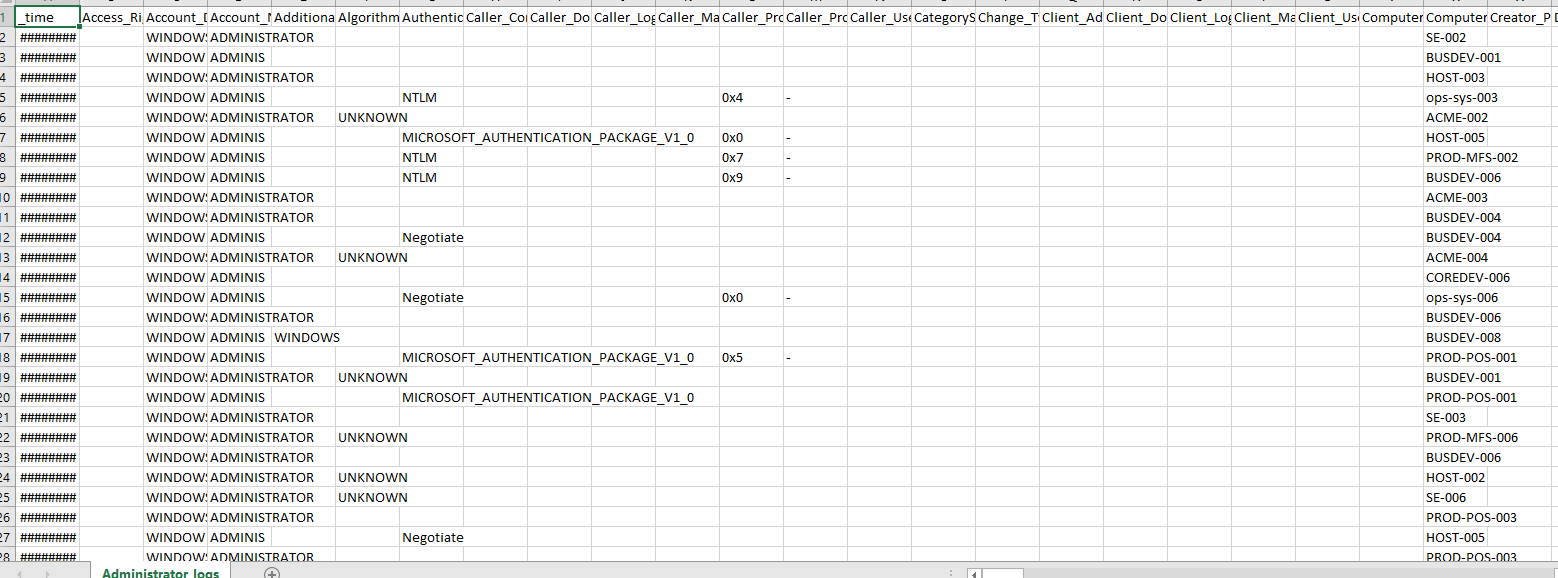 _time Access_Ri Account_D Account_N Additiona Algorithm Authentic Caller_Cor Caller_Do Caller_Log Caller_Ma Caller_Pro Caller_Pro Caller_Use CategoryS Change_T Client_Ad Client_Do Client_Log Client_Ma Client_Use Computer Computer Creator_P
2 ######## WINDOWS ADMINISTRATOR SE-002
3 ######## WINDOW ADMINIS BUSDEV-001
4 ######## WINDOWS ADMINISTRATOR HOST-003
5 ######## WINDOW ADMINIS NTLM 0x4 - ops-sys-003
6 ######## WINDOWS ADMINISTRATOR UNKNOWN ACME-002
7 ######## WINDOW ADMINIS MICROSOFT_AUTHENTICATION_PACKAGE_V1_0 0x0 - HOST-005
8 ######## WINDOW ADMINIS NTLM 0x7 - PROD-MFS-002
9 ######## WINDOW ADMINIS NTLM 0x9 - BUSDEV-006
10 ######## WINDOWS ADMINISTRATOR ACME-003
11 ######## WINDOWS ADMINISTRATOR BUSDEV-004
12 ######## WINDOW ADMINIS Negotiate BUSDEV-004
13 ######## WINDOWS ADMINISTRATOR UNKNOWN ACME-004
14 ######## WINDOW ADMINIS COREDEV-006
15 ######## WINDOW ADMINIS Negotiate 0x0 - ops-sys-006
16 ######## WINDOWS ADMINISTRATOR BUSDEV-006
17 ######## WINDOW ADMINIS WINDOWS BUSDEV-008
18 ######## WINDOW ADMINIS MICROSOFT_AUTHENTICATION_PACKAGE_V1_0 0x5 - PROD-POS-001
19 ######## WINDOWS ADMINISTRATOR UNKNOWN BUSDEV-001
20 ######## WINDOW ADMINIS MICROSOFT_AUTHENTICATION_PACKAGE_V1_0 PROD-POS-001
21 ######## WINDOWS ADMINISTRATOR SE-003
22 ######## WINDOWS ADMINISTRATOR UNKNOWN PROD-MFS-006
23 ######## WINDOWS ADMINISTRATOR BUSDEV-006
24 ######## WINDOWS ADMINISTRATOR UNKNOWN HOST-002
25 ######## WINDOWS ADMINISTRATOR UNKNOWN SE-006
26 ######## WINDOWS ADMINISTRATOR PROD-POS-003
27 ######## WINDOW ADMINIS Negotiate HOST-005
28 ######## WINDOWS ADMINISTRATOR PROD-POS-003
Administrator logs